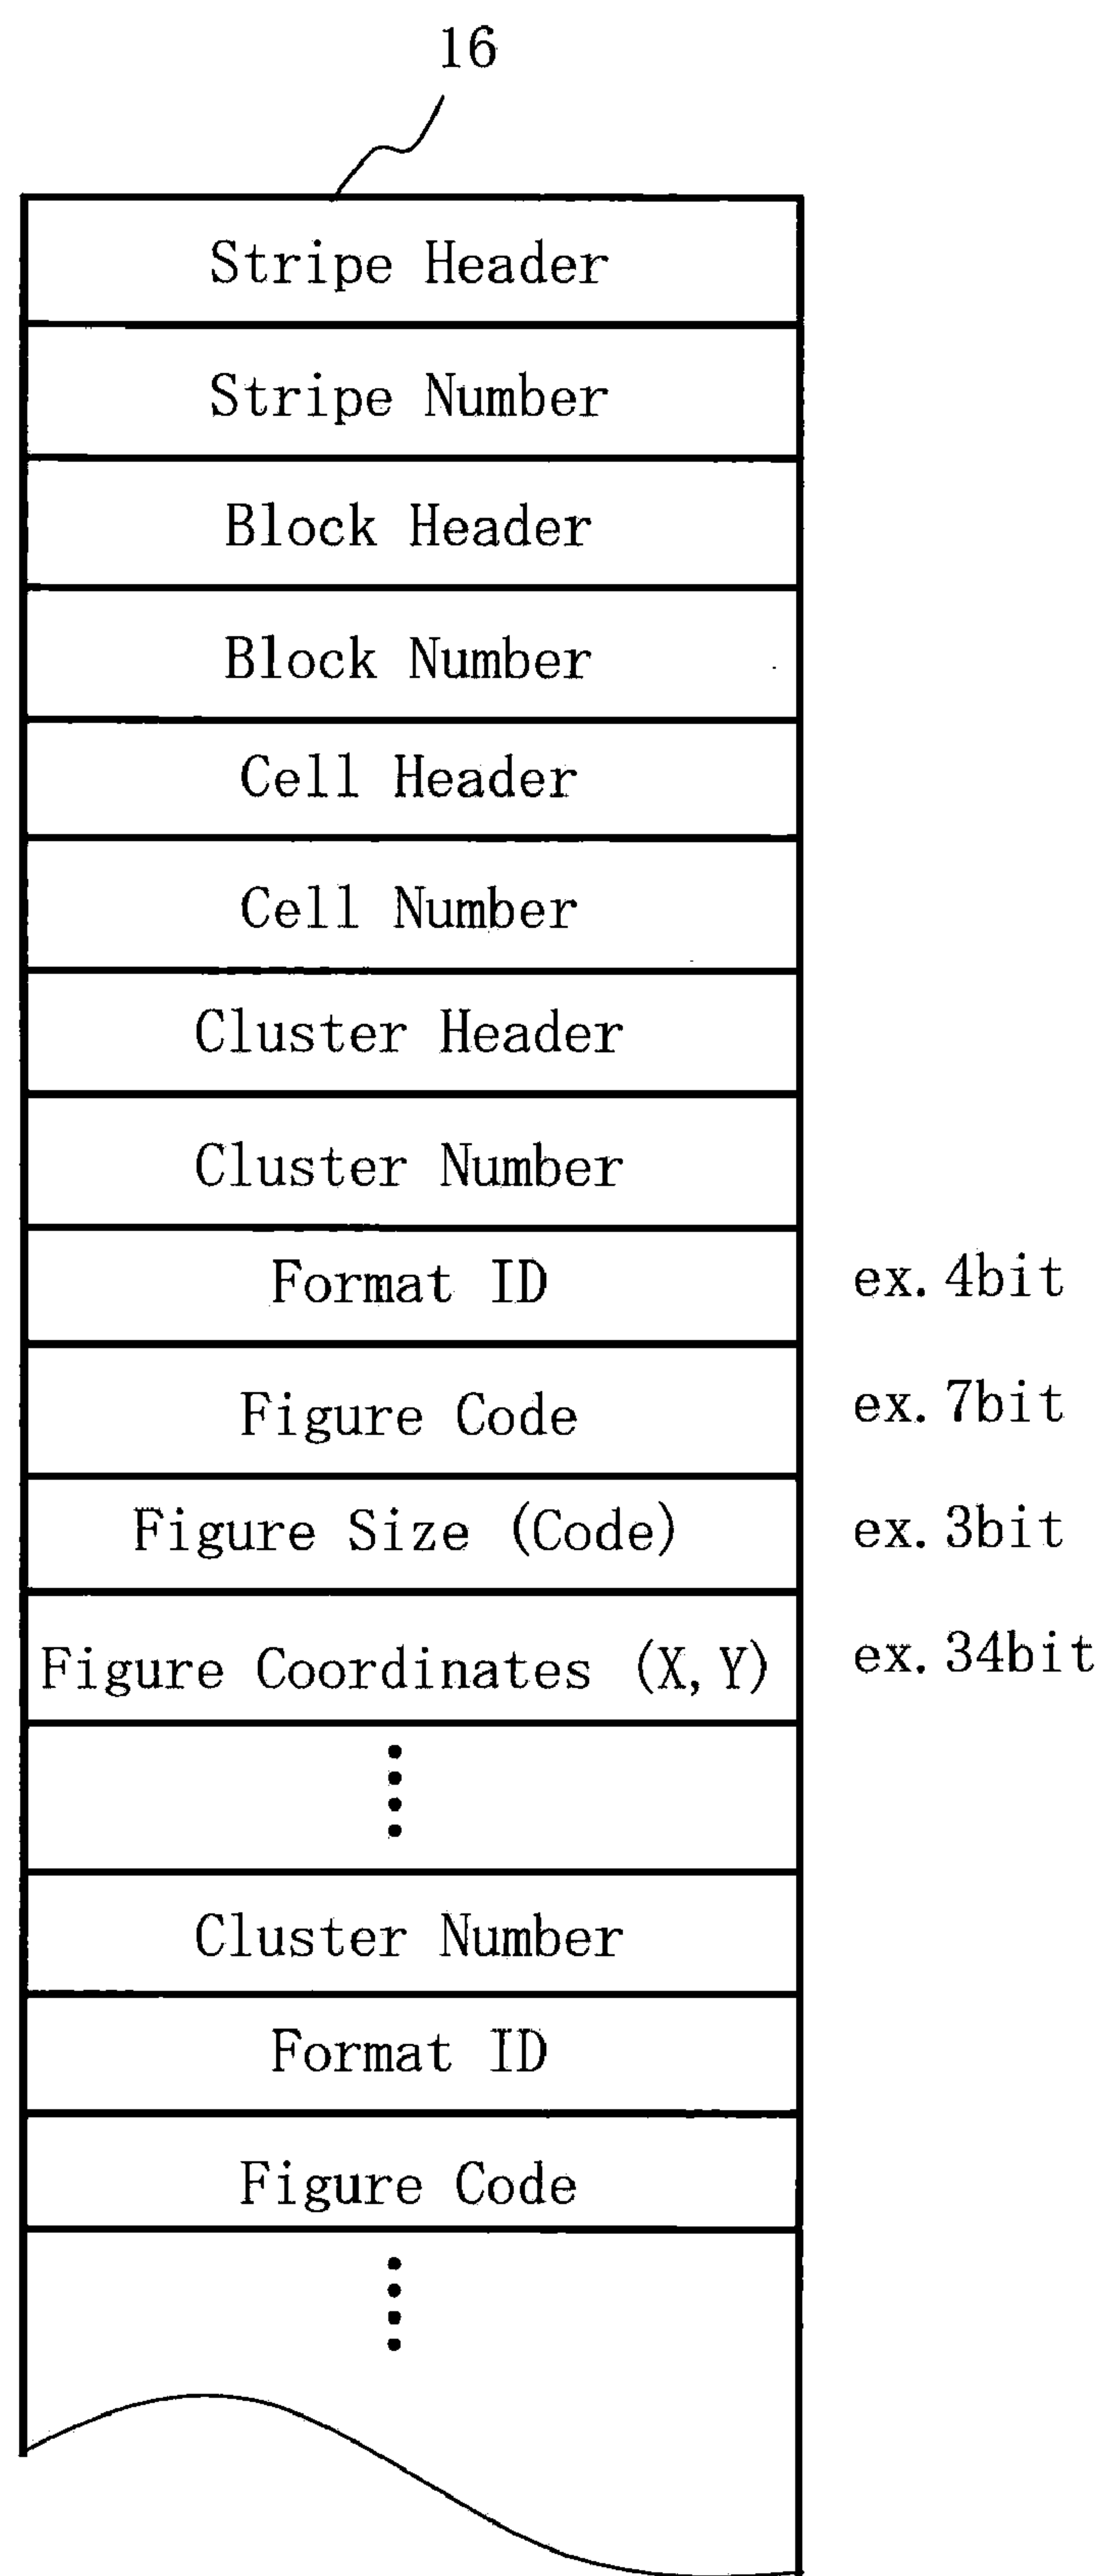 16
Stripe Header
Stripe Number
Block Header
Block Number
Cell Header
Cell Number
Cluster Header
Cluster Number
Format ID ex. 4bit
Figure Code ex. 7bit
Figure Size (Code) ex. 3bit
Figure Coordinates (X, Y) ex. 34bit
Cluster Number
Format ID
Figure Code